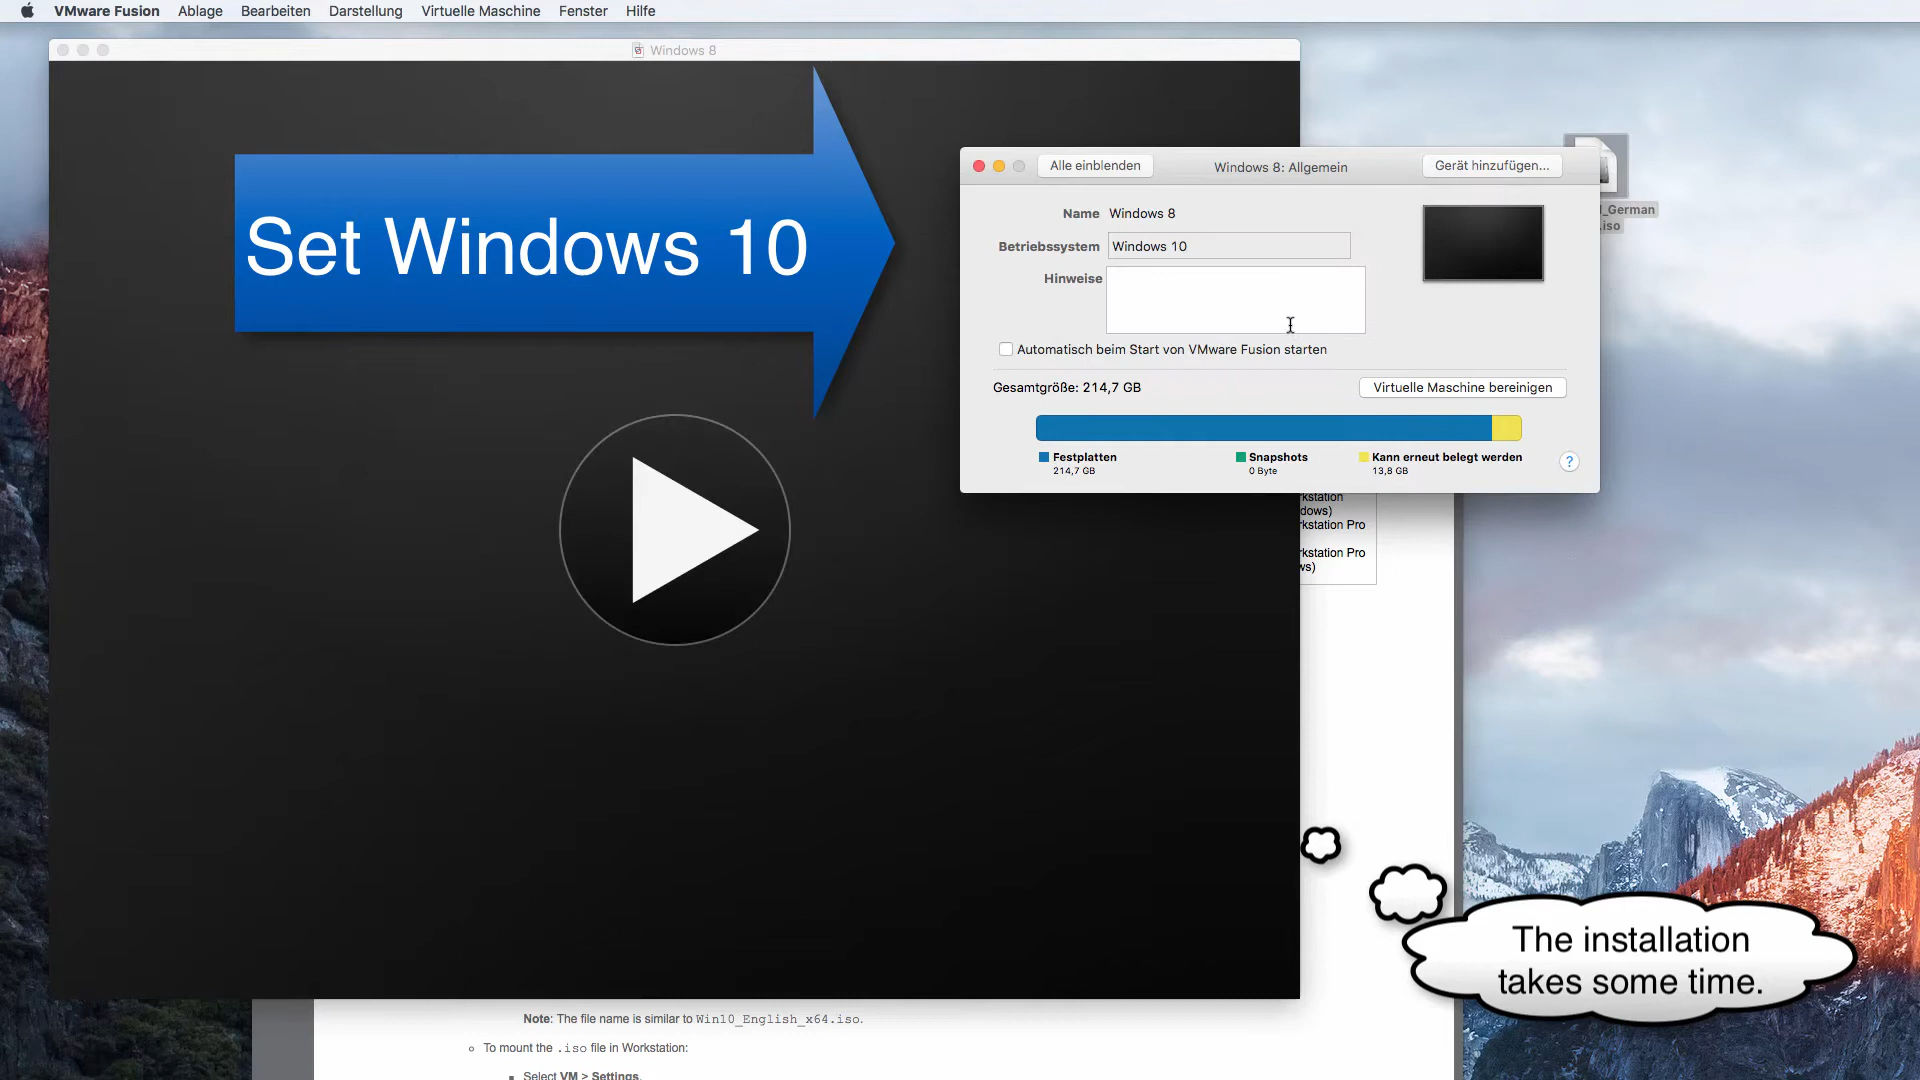 VMware Fusion Ablage Bearbeiten Darstellung Virtuelle Maschine Fenster Hilfe
Windows 8
Set Windows 10
Alle einblenden
Windows 8: Allgemein
Gerät hinzufügen...
Name Windows 8
Betriebssystem Windows 10
Hinweise
Automatisch beim Start von VMware Fusion starten
Gesamtgröße: 214,7 GB
Virtuelle Maschine bereinigen
Festplatten
214,7 GB
Snapshots
0 Byte
Kann erneut belegt werden
13,8 GB
?
_German
.iso
kstation
dows)
rkstation Pro
rkstation Pro
ws)
The installation
takes some time.
Note: The file name is similar to Win10_English_x64.iso.
To mount the .iso file in Workstation:
Select VM > Settings.